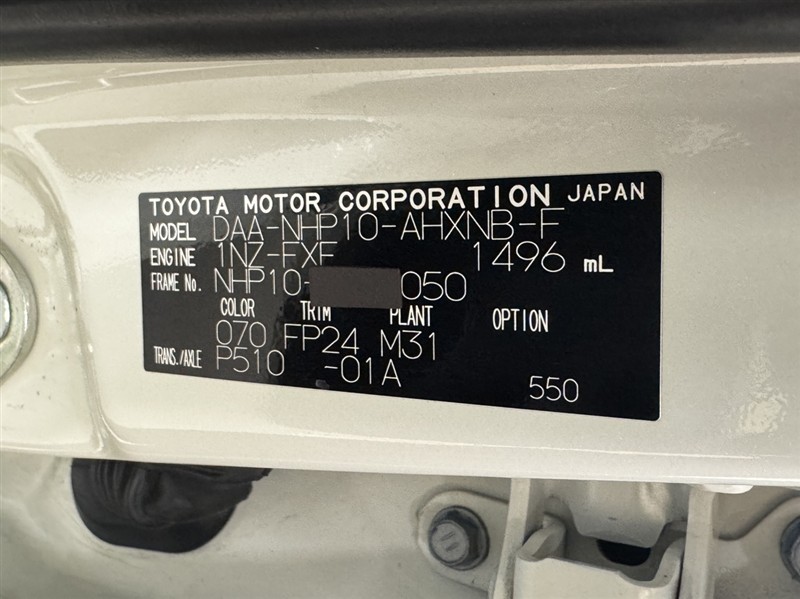 TOYOTA MOTOR CORPORATION JAPAN
MODEL DAA-NHP10-AHXNB-F
ENGINE 1NZ-FXE 1496 mL
FRAME No. NHP10- 050
COLOR TRIM PLANT OPTION
070 FP24 M31
TRANS./AXLE P510 -01A
550